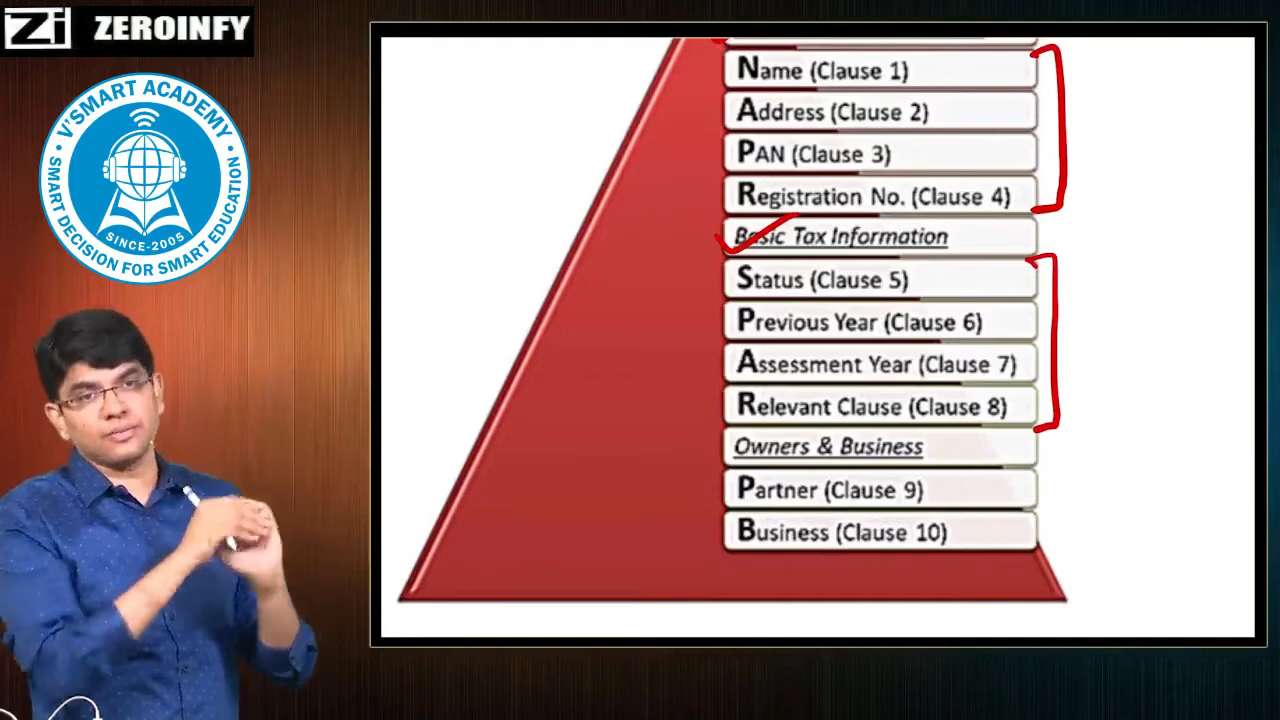 Zi ZEROINFY
V'SMART ACADEMY
SMART DECISION FOR SMART EDUCATION
SINCE-2005
Name (Clause 1)
Address (Clause 2)
PAN (Clause 3)
Registration No. (Clause 4)
Basic Tax Information
Status (Clause 5)
Previous Year (Clause 6)
Assessment Year (Clause 7)
Relevant Clause (Clause 8)
Owners & Business
Partner (Clause 9)
Business (Clause 10)